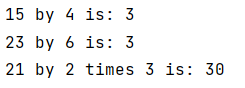 15 by 4 is: 3
23 by 6 is: 3
21 by 2 times 3 is: 30